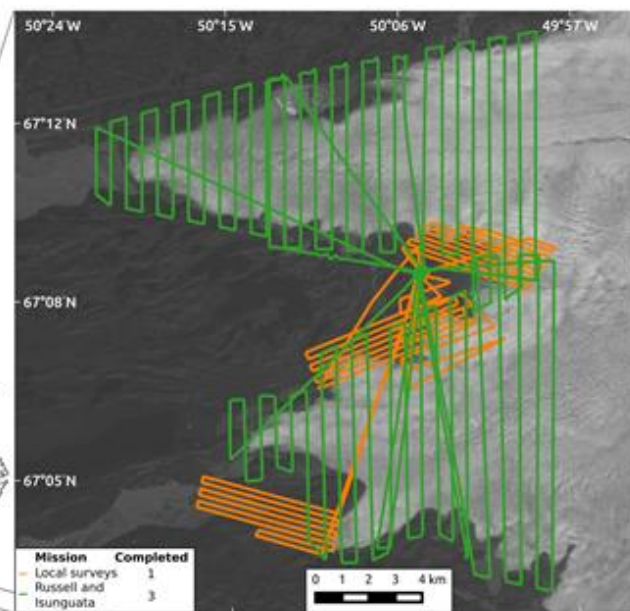 50°24′W 50°15′W 50°06′W 49°57′W
67°12′N
67°08′N
67°05′N
Mission Completed
Local surveys 1
Russell and
Isunguata 3
0 1 2 3 4 km